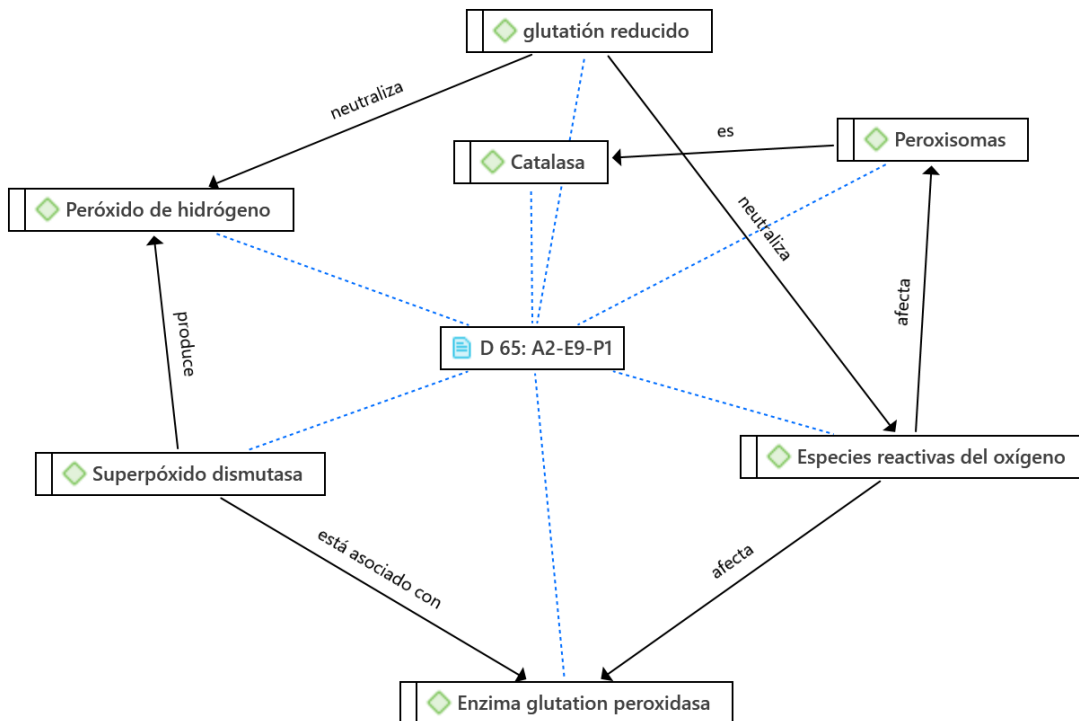 glutatión reducido
neutraliza
es
Catalasa
Peroxisomas
Peróxido de hidrógeno
neutraliza
produce
afecta
D 65: A2-E9-P1
Superpóxido dismutasa
Especies reactivas del oxígeno
está asociado con
afecta
Enzima glutation peroxidasa